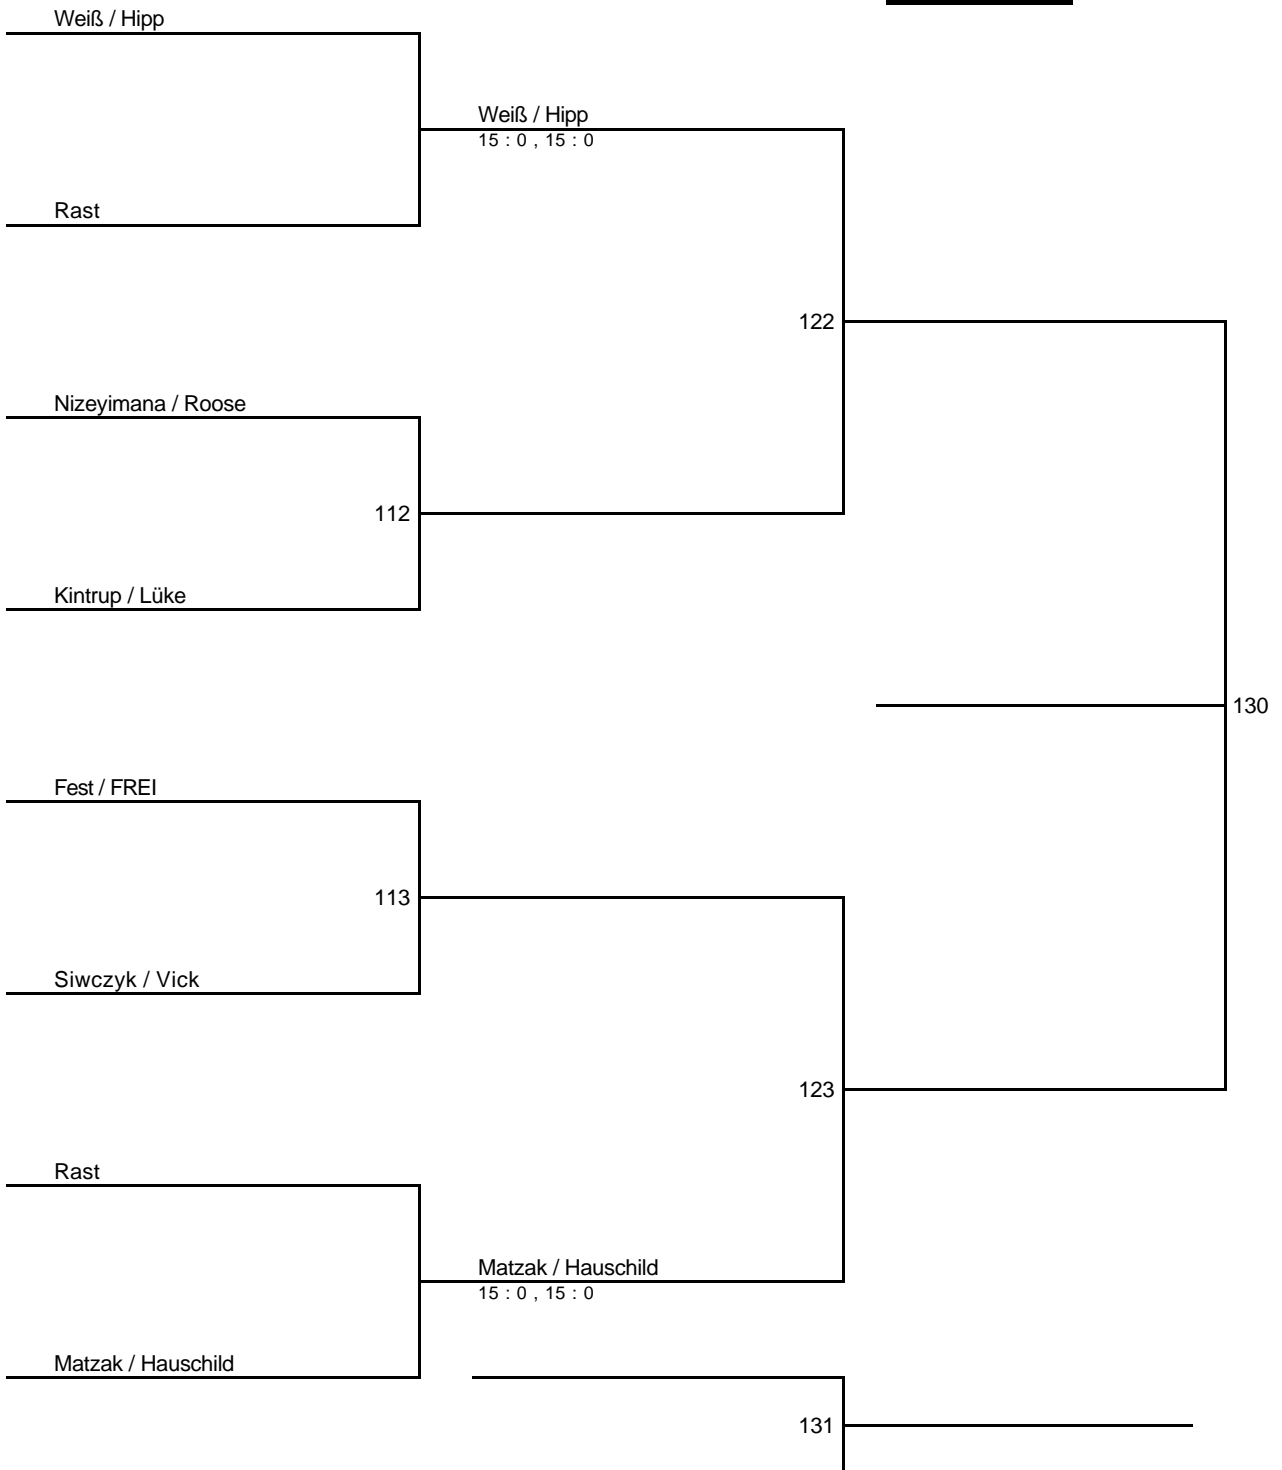 Weiß / Hipp
Weiß / Hipp
15 : 0 , 15 : 0
Rast
122
Nizeyimana / Roose
112
Kintrup / Lüke
130
Fest / FREI
113
Siwczyk / Vick
123
Rast
Matzak / Hauschild
15 : 0 , 15 : 0
Matzak / Hauschild
131